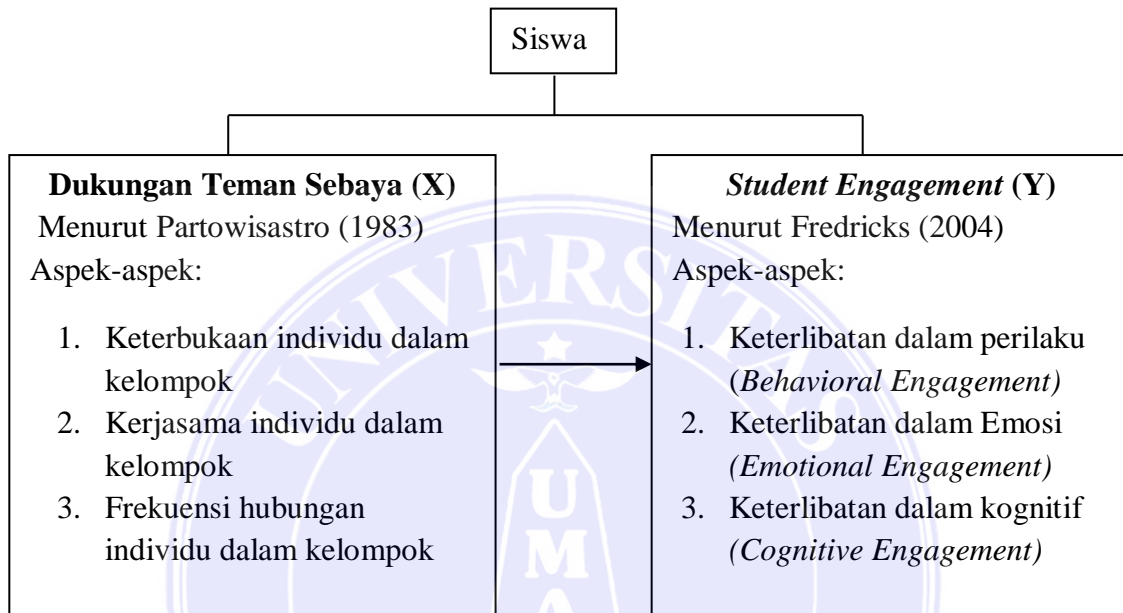 Siswa
Dukungan Teman Sebaya (X)
Menurut Partowisastro (1983)
Aspek-aspek:
1. Keterbukaan individu dalam
kelompok
2. Kerjasama individu dalam
kelompok
3. Frekuensi hubungan
individu dalam kelompok
Student Engagement (Y)
Menurut Fredricks (2004)
Aspek-aspek:
1. Keterlibatan dalam perilaku
(Behavioral Engagement)
2. Keterlibatan dalam Emosi
(Emotional Engagement)
3. Keterlibatan dalam kognitif
(Cognitive Engagement)
UNIVERSITAS
U
M
A